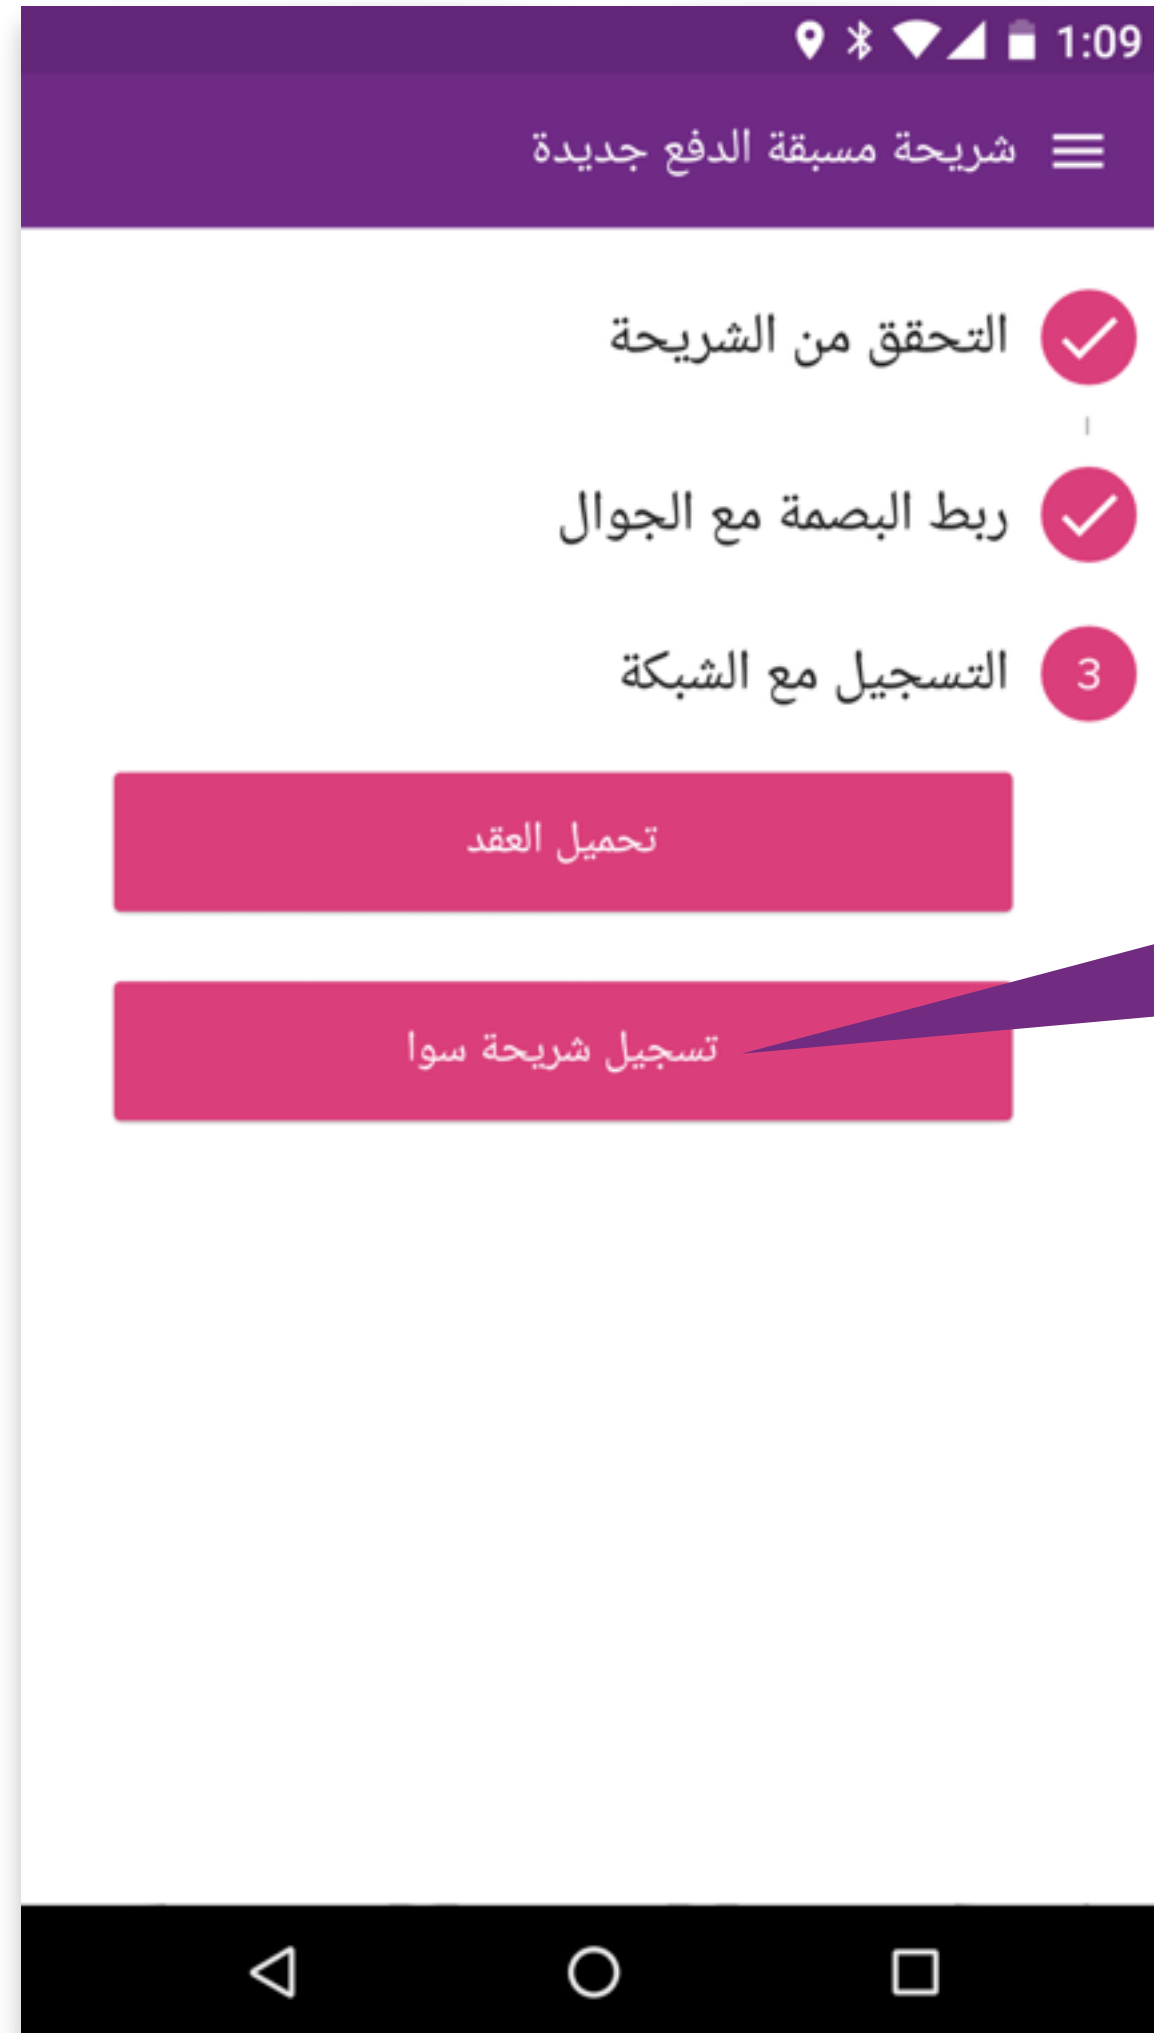 1:09
شريحة مسبقة الدفع جديدة
التحقق من الشريحة
ربط البصمة مع الجوال
3 التسجيل مع الشبكة
تحميل العقد
تسجيل شريحة سوا